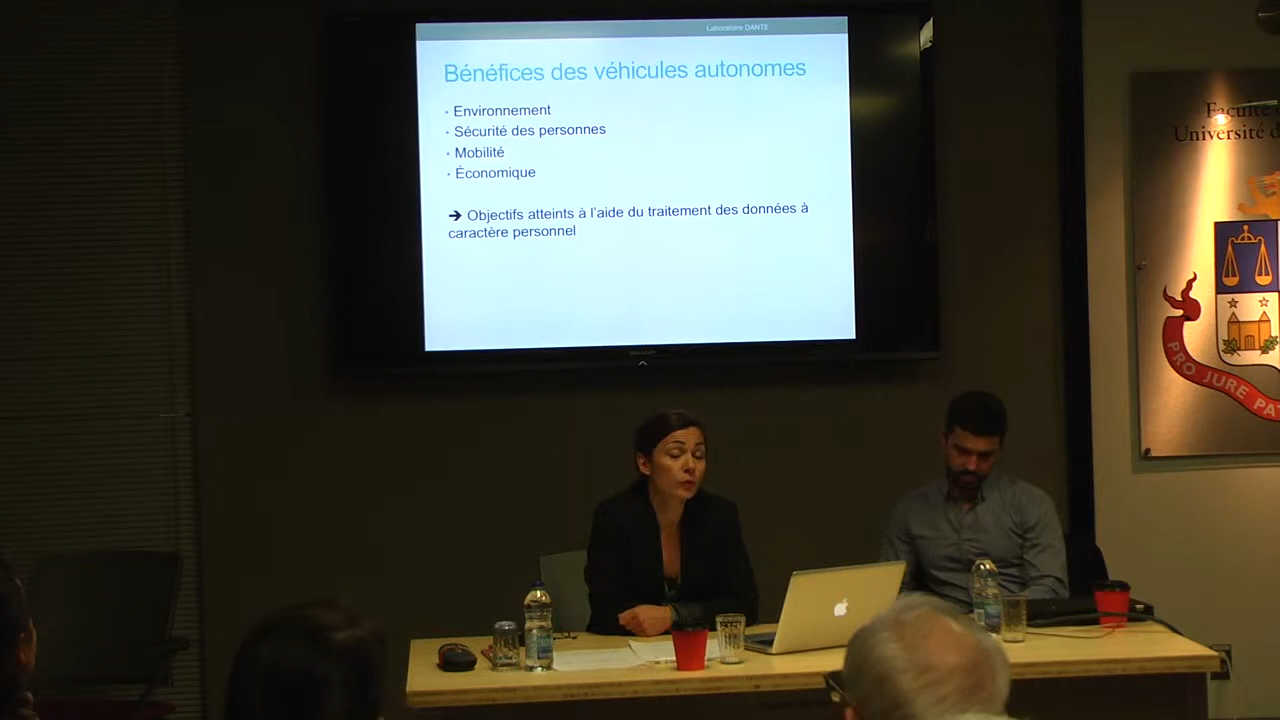 Laboratoire DANTE
Bénéfices des véhicules autonomes
• Environnement
• Sécurité des personnes
• Mobilité
• Économique
➔ Objectifs atteints à l'aide du traitement des données à
caractère personnel
Faculté
Université d
PRO JURE PA